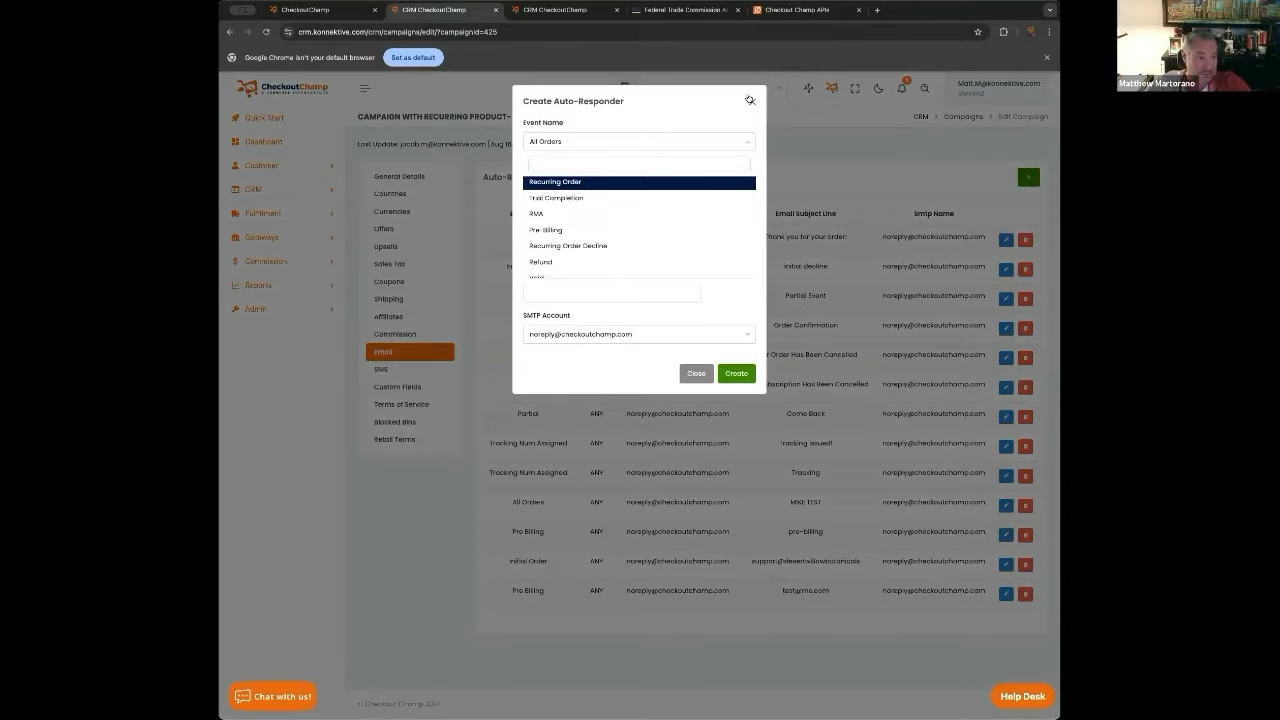 CheckoutChamp
CRM CheckoutChamp
CRM CheckoutChamp
Federal Trade Commission A
Checkout Champ APIs
crm.konnektive.com/crm/campaigns/edit/?campaignId=425
Google Chrome isn't your default browser
Set as default
Matthew Martorano
CHECKOUTCHAMP
Matt.M@konnektive.com
Version2
Quick Start
Dashboard
Customer
CRM
Fulfillment
Gateways
Commission
Reports
Admin
CAMPAIGN WITH RECURRING PRODUCT-
CRM
Campaigns
Edit Campaign
Last Update: jacob.m@konnektive.com
General Details
Countries
Currencies
Offers
Upsells
Sales Tax
Coupons
Shipping
Affiliates
Commission
Email
SMS
Custom Fields
Terms of Service
Blocked Bins
Retail Terms
Create Auto-Responder
Event Name
All Orders
Recurring Order
Trial Completion
RMA
Pre-Billing
Recurring Order Decline
Refund
Void
SMTP Account
noreply@checkoutchamp.com
Close
Create
Auto-R
+
Email Subject Line Smtp Name
Thank you for your order! noreply@checkoutchamp.com
initial decline noreply@checkoutchamp.com
Partial Event noreply@checkoutchamp.com
Order Confirmation noreply@checkoutchamp.com
r Order Has Been Cancelled noreply@checkoutchamp.com
bscription Has Been Cancelled noreply@checkoutchamp.com
Partial ANY noreply@checkoutchamp.com Come Back noreply@checkoutchamp.com
Tracking Num Assigned ANY noreply@checkoutchamp.com Tracking Issued! noreply@checkoutchamp.com
Tracking Num Assigned ANY noreply@checkoutchamp.com Tracking noreply@checkoutchamp.com
All Orders ANY noreply@checkoutchamp.com MIKE TEST noreply@checkoutchamp.com
Pre Billing ANY noreply@checkoutchamp.com pre-billing noreply@checkoutchamp.com
Initial Order ANY noreply@checkoutchamp.com support@desertwillowbotanicals noreply@checkoutchamp.com
Pre Billing ANY noreply@checkoutchamp.com test@me.com noreply@checkoutchamp.com
Chat with us!
© Checkout Champ 2024
Help Desk